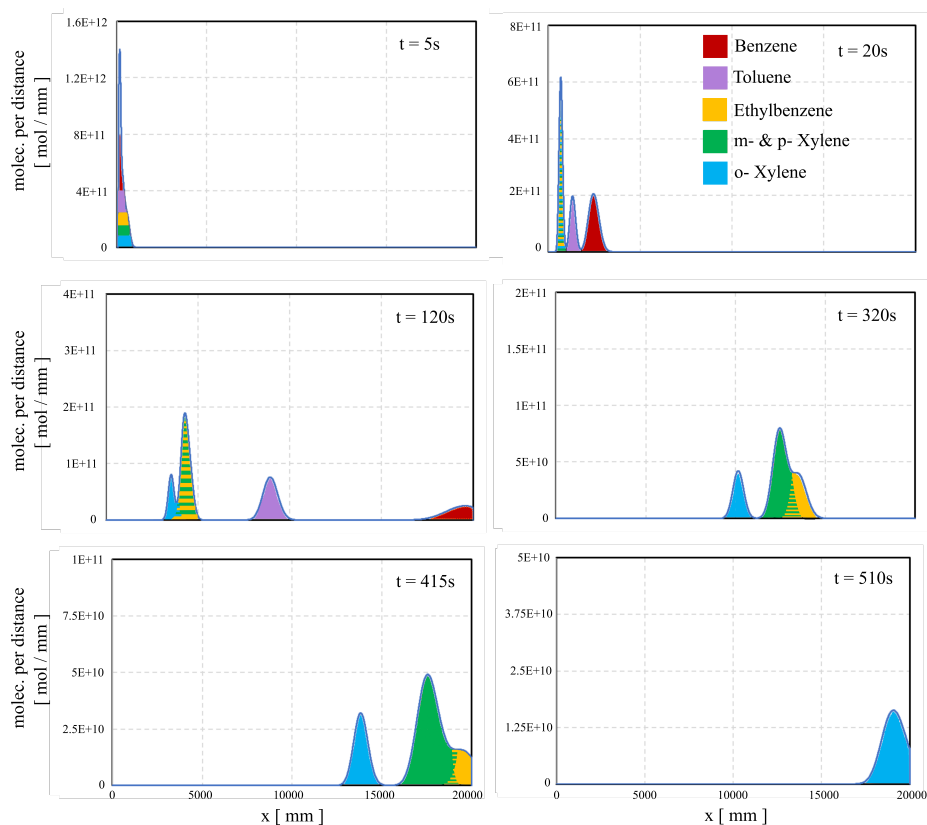 molec. per distance
[ mol / mm ]
1.6E+12
1.2E+12
8E+11
4E+11
0
t = 5s
8E+11
6E+11
4E+11
2E+11
0
t = 20s
Benzene
Toluene
Ethylbenzene
m- & p- Xylene
o- Xylene
molec. per distance
[ mol / mm ]
4E+11
3E+11
2E+11
1E+11
0
t = 120s
2E+11
1.5E+11
1E+11
5E+10
0
t = 320s
0 5000 10000 15000 20000
molec. per distance
[ mol / mm ]
1E+11
7.5E+10
5E+10
2.5E+10
0
t = 415s
0 5000 10000 15000 20000
x [ mm ]
5E+10
3.75E+10
2.5E+10
1.25E+10
0
t = 510s
0 5000 10000 15000 20000
x [ mm ]